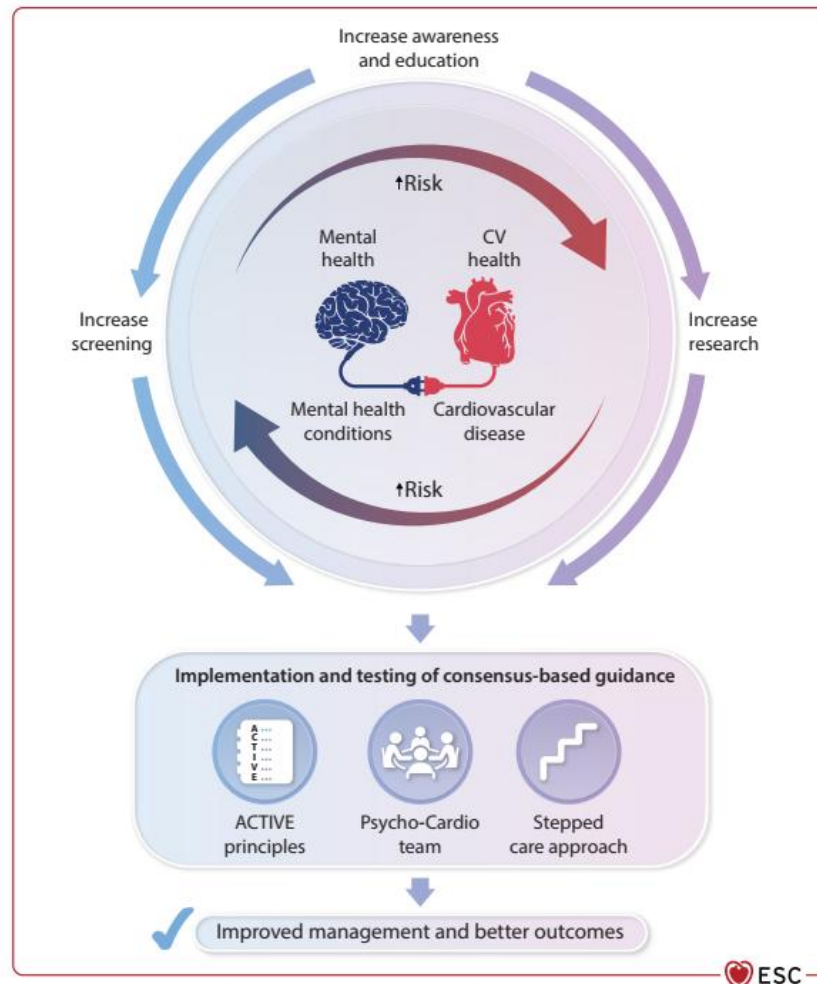 Increase awareness
and education
↑Risk
Mental
health
CV
health
Increase
screening
Increase
research
Mental health
conditions
Cardiovascular
disease
↑Risk
Implementation and testing of consensus-based guidance
A ...
C ...
T ...
I ...
V ...
E ...
ACTIVE
principles
Psycho-Cardio
team
Stepped
care approach
Improved management and better outcomes
ESC